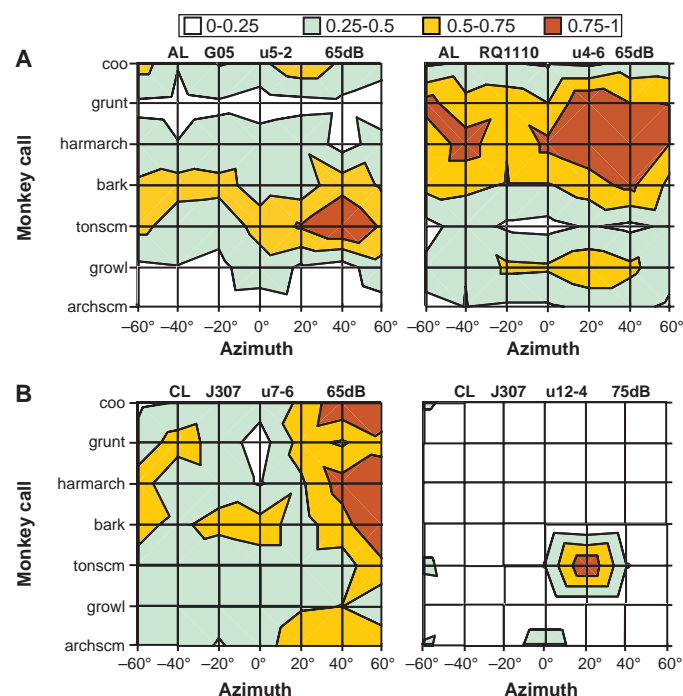 0-0.25 0.25-0.5 0.5-0.75 0.75-1
A
AL G05 u5-2 65dB
AL RQ1110 u4-6 65dB
Monkey call
coo
grunt
harmarch
bark
tonscm
growl
archscm
−60° −40° −20° 0° 20° 40° 60°
−60° −40° −20° 0° 20° 40° 60°
Azimuth
Azimuth
B
CL J307 u7-6 65dB
CL J307 u12-4 75dB
Monkey call
coo
grunt
harmarch
bark
tonscm
growl
archscm
−60° −40° −20° 0° 20° 40° 60°
−60° −40° −20° 0° 20° 40° 60°
Azimuth
Azimuth